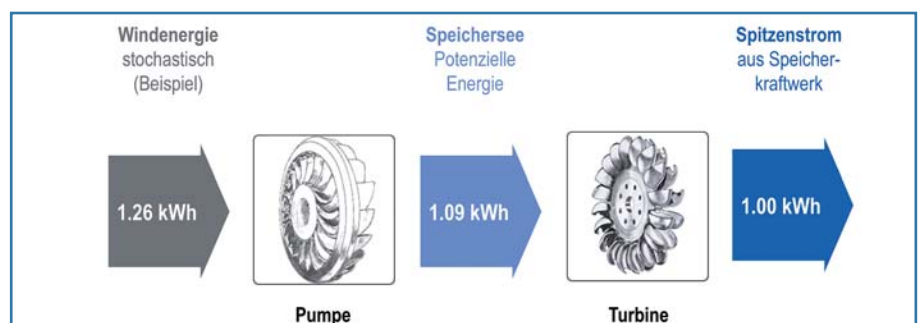 Windenergie
stochastisch
(Beispiel)
Speichersee
Potenzielle
Energie
Spitzenstrom
aus Speicher-
kraftwerk
1.26 kWh
1.09 kWh
1.00 kWh
Pumpe
Turbine